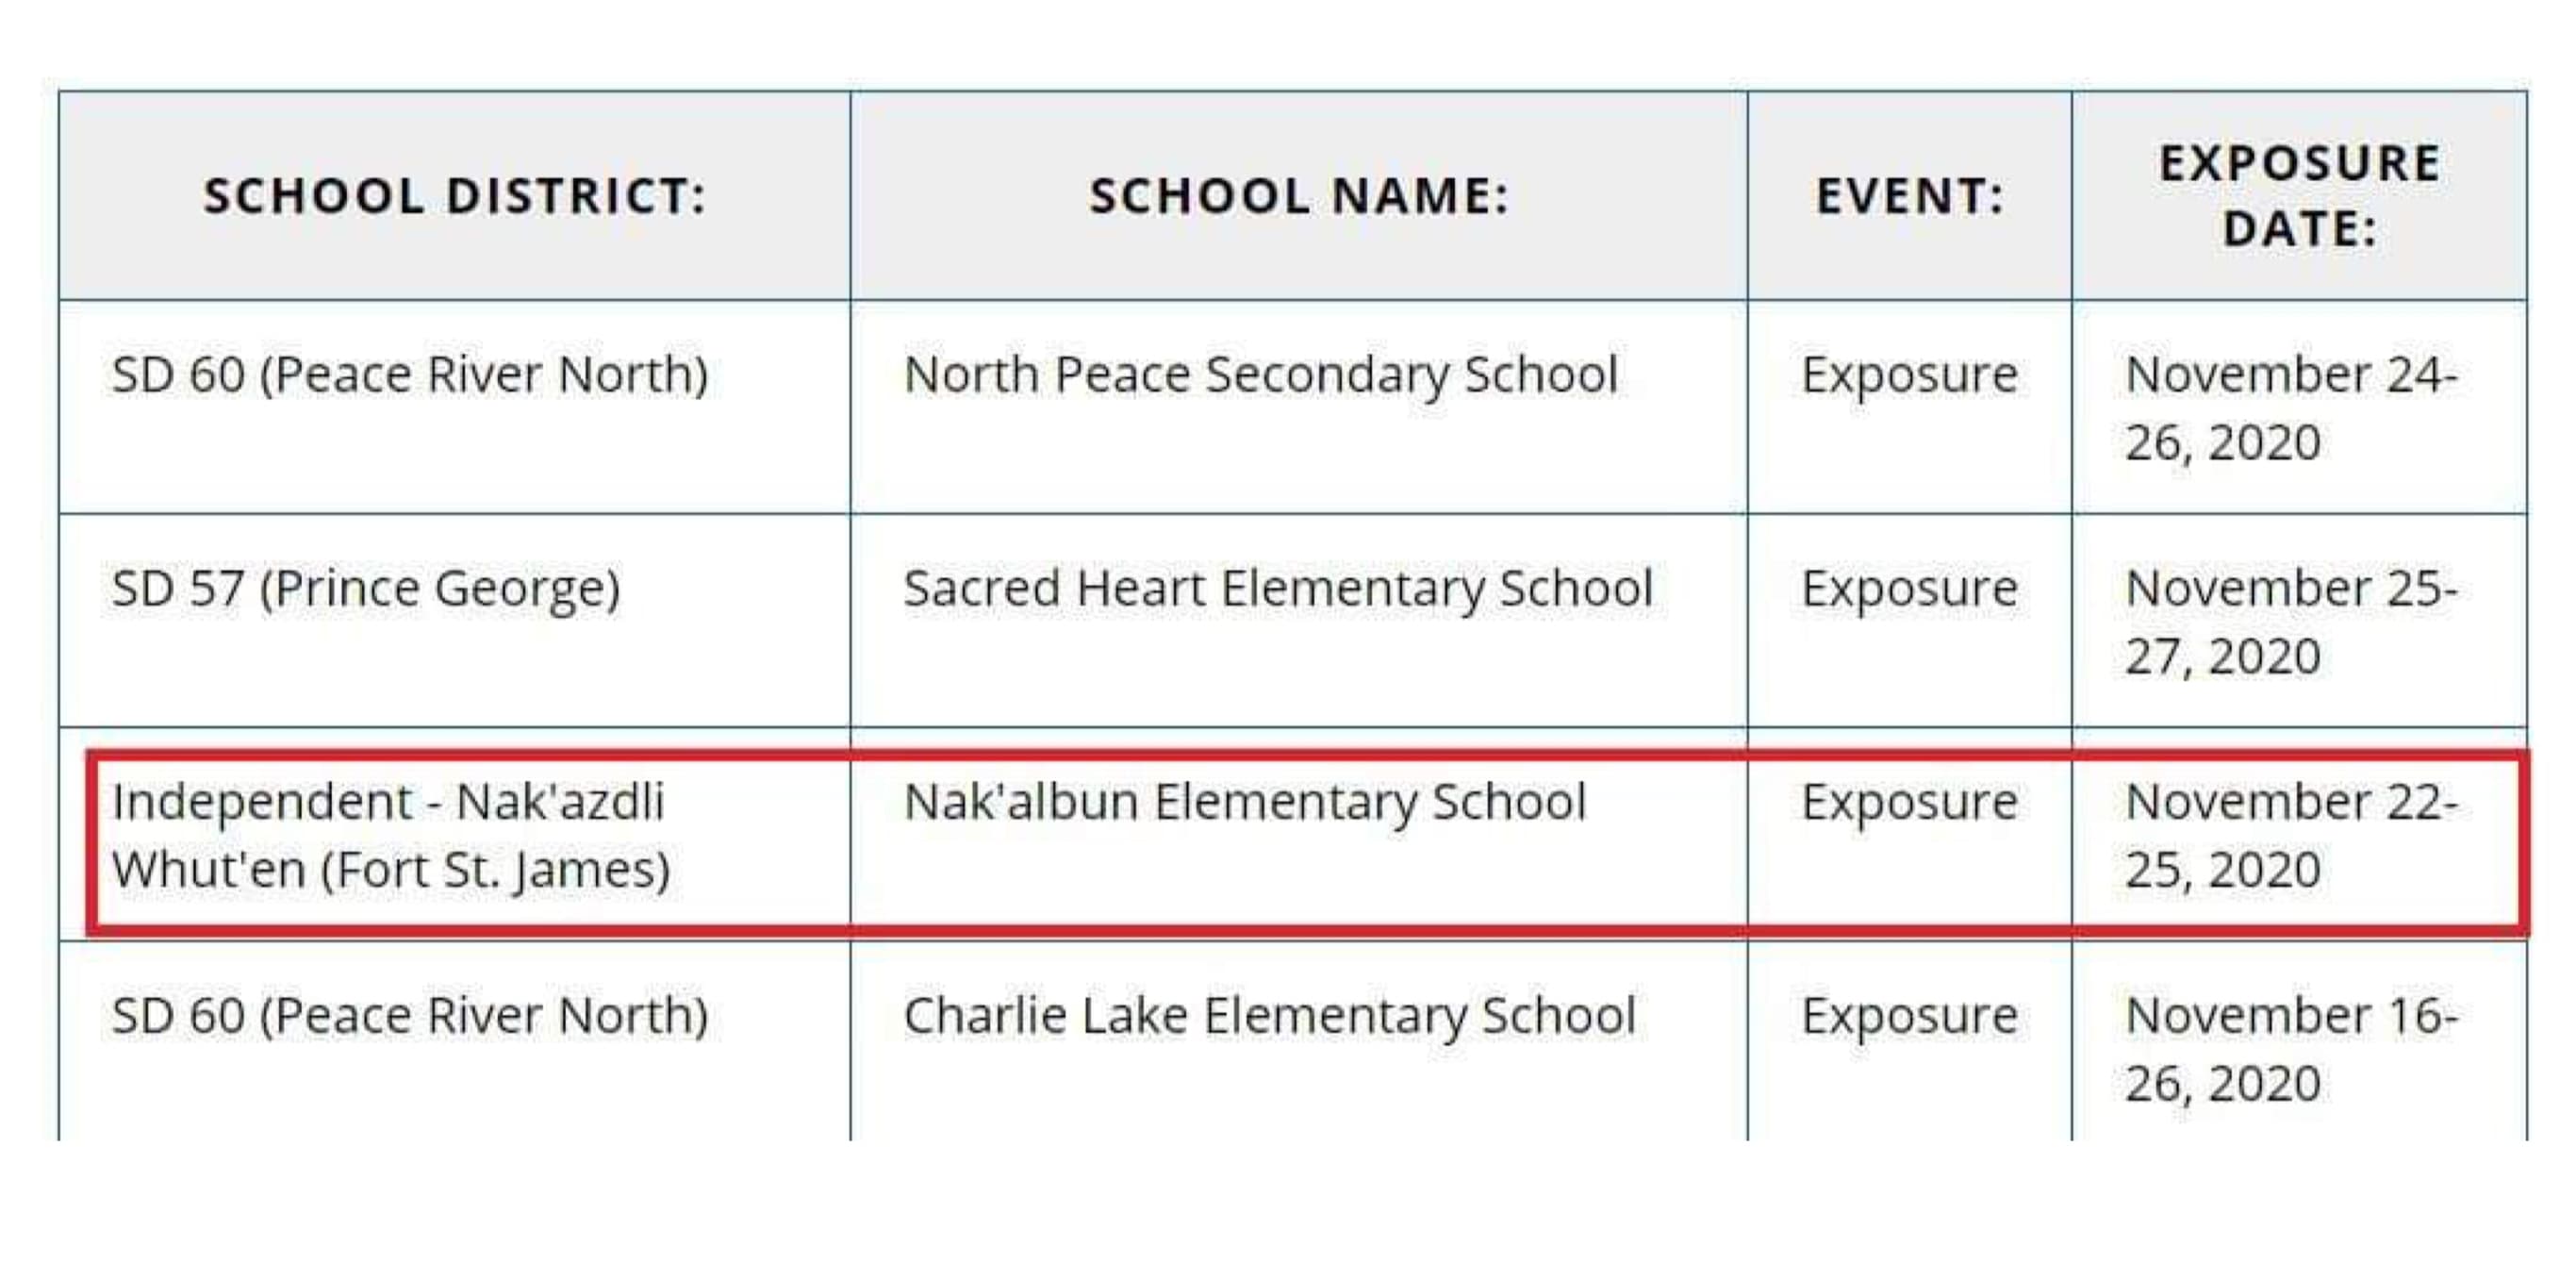 SCHOOL DISTRICT: SCHOOL NAME: EVENT: EXPOSURE
DATE:
SD 60 (Peace River North) North Peace Secondary School Exposure November 24-
26, 2020
SD 57 (Prince George) Sacred Heart Elementary School Exposure November 25-
27, 2020
Independent - Nak'azdli Nak'albun Elementary School Exposure November 22-
Whut'en (Fort St. James) 25, 2020
SD 60 (Peace River North) Charlie Lake Elementary School Exposure November 16-
26, 2020